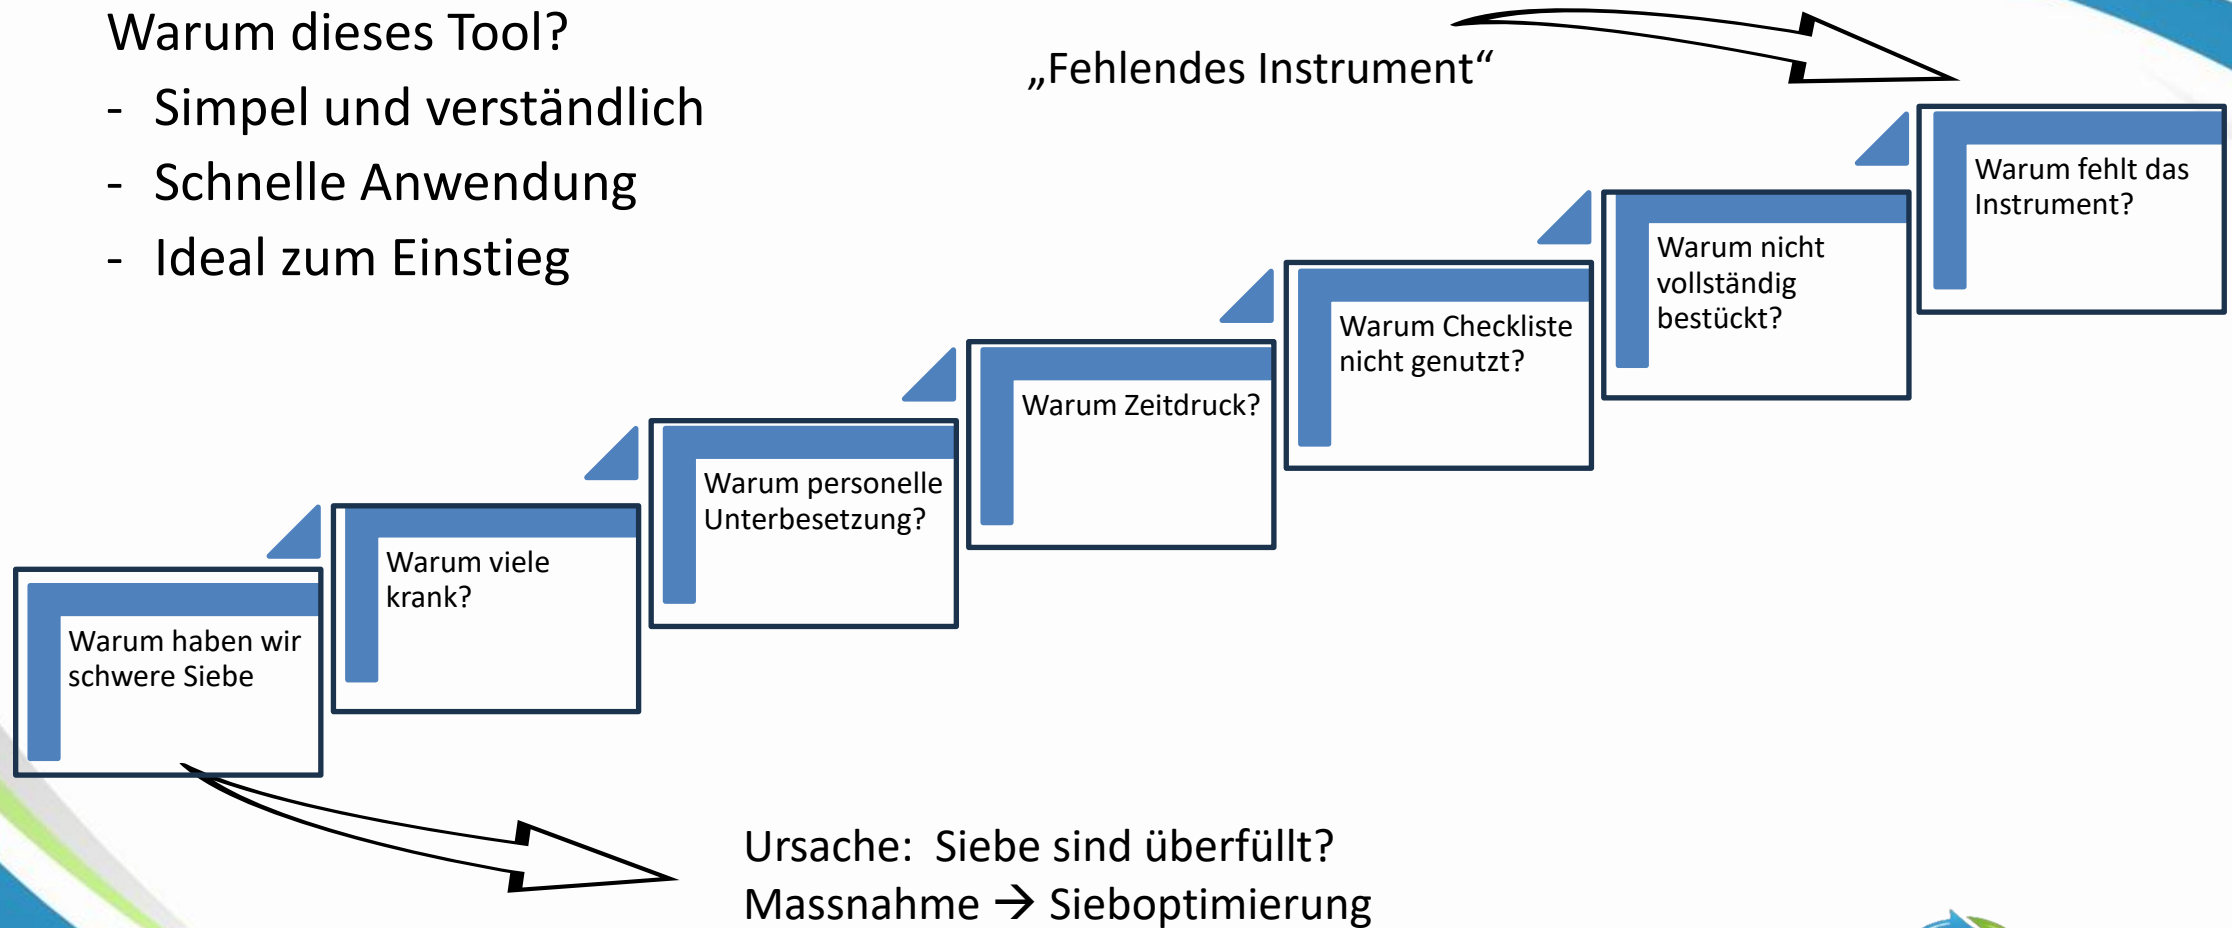 Warum dieses Tool?
- Simpel und verständlich
- Schnelle Anwendung
- Ideal zum Einstieg
„Fehlendes Instrument“
Warum fehlt das
Instrument?
Warum nicht
vollständig
bestückt?
Warum Checkliste
nicht genutzt?
Warum Zeitdruck?
Warum personelle
Unterbesetzung?
Warum viele
krank?
Warum haben wir
schwere Siebe
Ursache: Siebe sind überfüllt?
Massnahme → Sieboptimierung